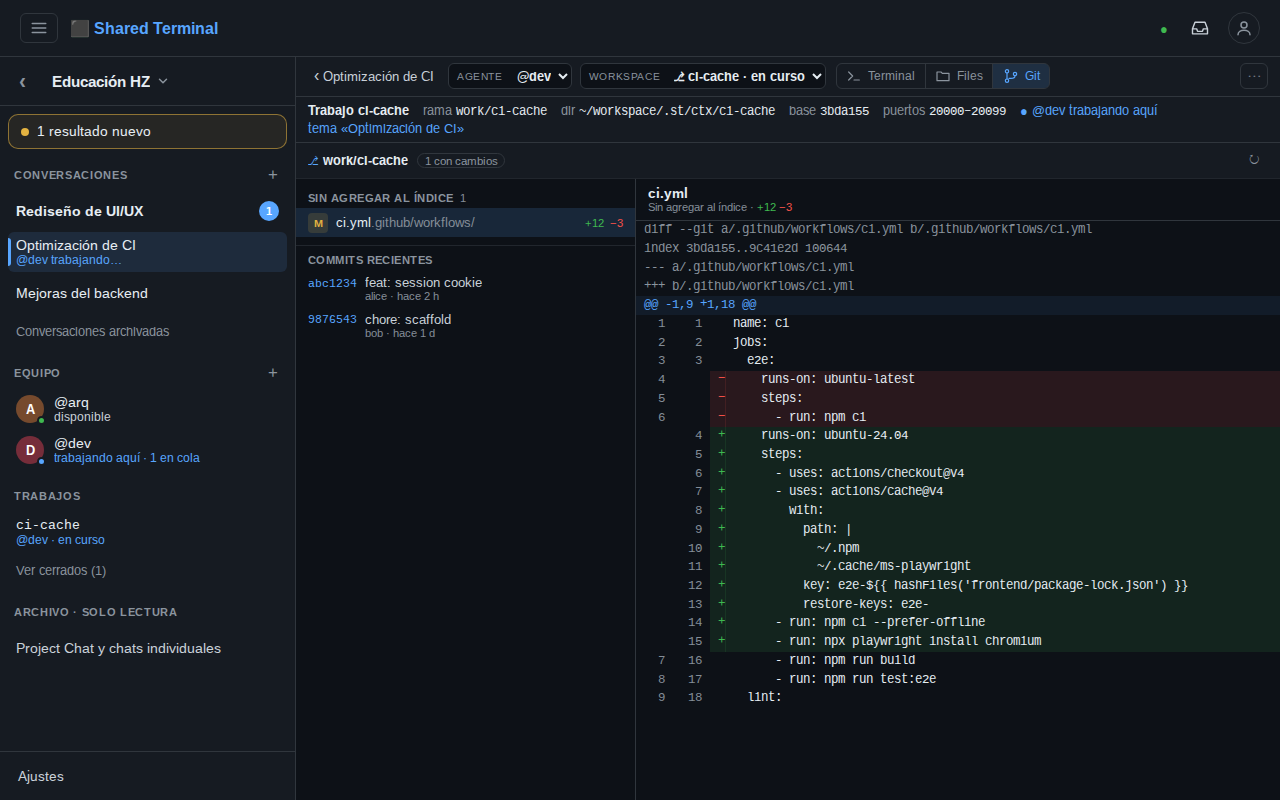 Shared Terminal
Educación HZ
1 resultado nuevo
CONVERSACIONES +
Rediseño de UI/UX 1
Optimización de CI
@dev trabajando…
Mejoras del backend
Conversaciones archivadas
EQUIPO +
A @arq
disponible
D @dev
trabajando aquí · 1 en cola
TRABAJOS
ci-cache
@dev · en curso
Ver cerrados (1)
ARCHIVO · SOLO LECTURA
Project Chat y chats individuales
Ajustes
‹ Optimización de CI AGENTE @dev WORKSPACE ⎇ ci-cache · en curso Terminal Files Git ···
Trabajo ci-cache rama work/ci-cache dir ~/workspace/.st/ctx/ci-cache base 3bda155 puertos 20000–20099 ● @dev trabajando aquí
tema «Optimización de CI»
⎇ work/ci-cache 1 con cambios ↻
SIN AGREGAR AL ÍNDICE 1
M ci.yml .github/workflows/ +12 −3
COMMITS RECIENTES
abc1234 feat: session cookie
alice · hace 2 h
9876543 chore: scaffold
bob · hace 1 d
ci.yml
Sin agregar al índice · +12 −3
diff --git a/.github/workflows/ci.yml b/.github/workflows/ci.yml
index 3bda155..9c41e2d 100644
--- a/.github/workflows/ci.yml
+++ b/.github/workflows/ci.yml
@@ -1,9 +1,18 @@
1 1 name: ci
2 2 jobs:
3 3 e2e:
4 − runs-on: ubuntu-latest
5 − steps:
6 − - run: npm ci
4 + runs-on: ubuntu-24.04
5 + steps:
6 + - uses: actions/checkout@v4
7 + - uses: actions/cache@v4
8 + with:
9 + path: |
10 + ~/.npm
11 + ~/.cache/ms-playwright
12 + key: e2e-${{ hashFiles('frontend/package-lock.json') }}
13 + restore-keys: e2e-
14 + - run: npm ci --prefer-offline
15 + - run: npx playwright install chromium
7 16 - run: npm run build
8 17 - run: npm run test:e2e
9 18 lint: